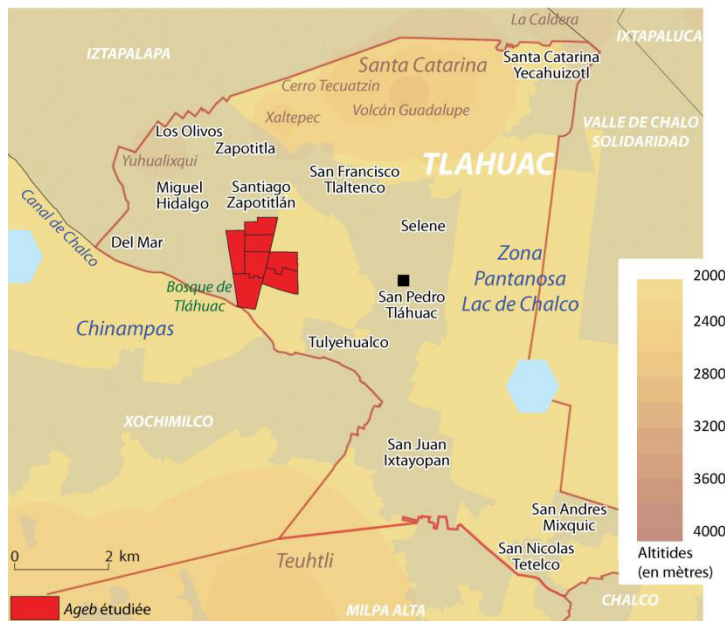 La Caldera
IZTAPALAPA
IXTAPALUCA
Santa Catarina
Santa Catarina
Yecahuizotl
Cerro Tecuatzin
Volcán Guadalupe
Xaltepec
VALLE DE CHALO
SOLIDARIDAD
Los Olivos
Zapotitla
Yuhualixqui
TLAHUAC
San Francisco
Tlaltenco
Miguel
Hidalgo
Santiago
Zapotitlán
Canal de Chalco
Selene
Del Mar
Zona
Pantanosa
Lac de Chalco
Bosque de
Tláhuac
San Pedro
Tláhuac
Chinampas
Tulyehualco
XOCHIMILCO
San Juan
Ixtayopan
San Andres
Mixquic
San Nicolas
Tetelco
Teuhtli
0 2 km
Ageb étudiée
MILPA ALTA
CHALCO
2000
2400
2800
3200
3600
4000
Altitides
(en mètres)